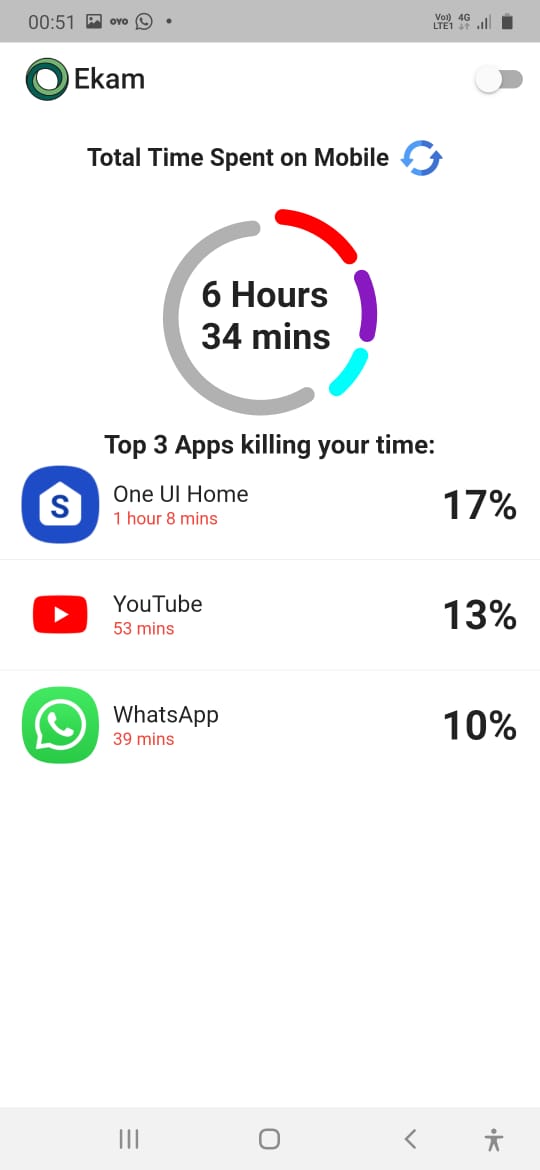 00:51 OYO
Vo) 4G
LTE1
Ekam
Total Time Spent on Mobile
6 Hours
34 mins
Top 3 Apps killing your time:
S
One UI Home
1 hour 8 mins
17%
YouTube
53 mins
13%
WhatsApp
39 mins
10%